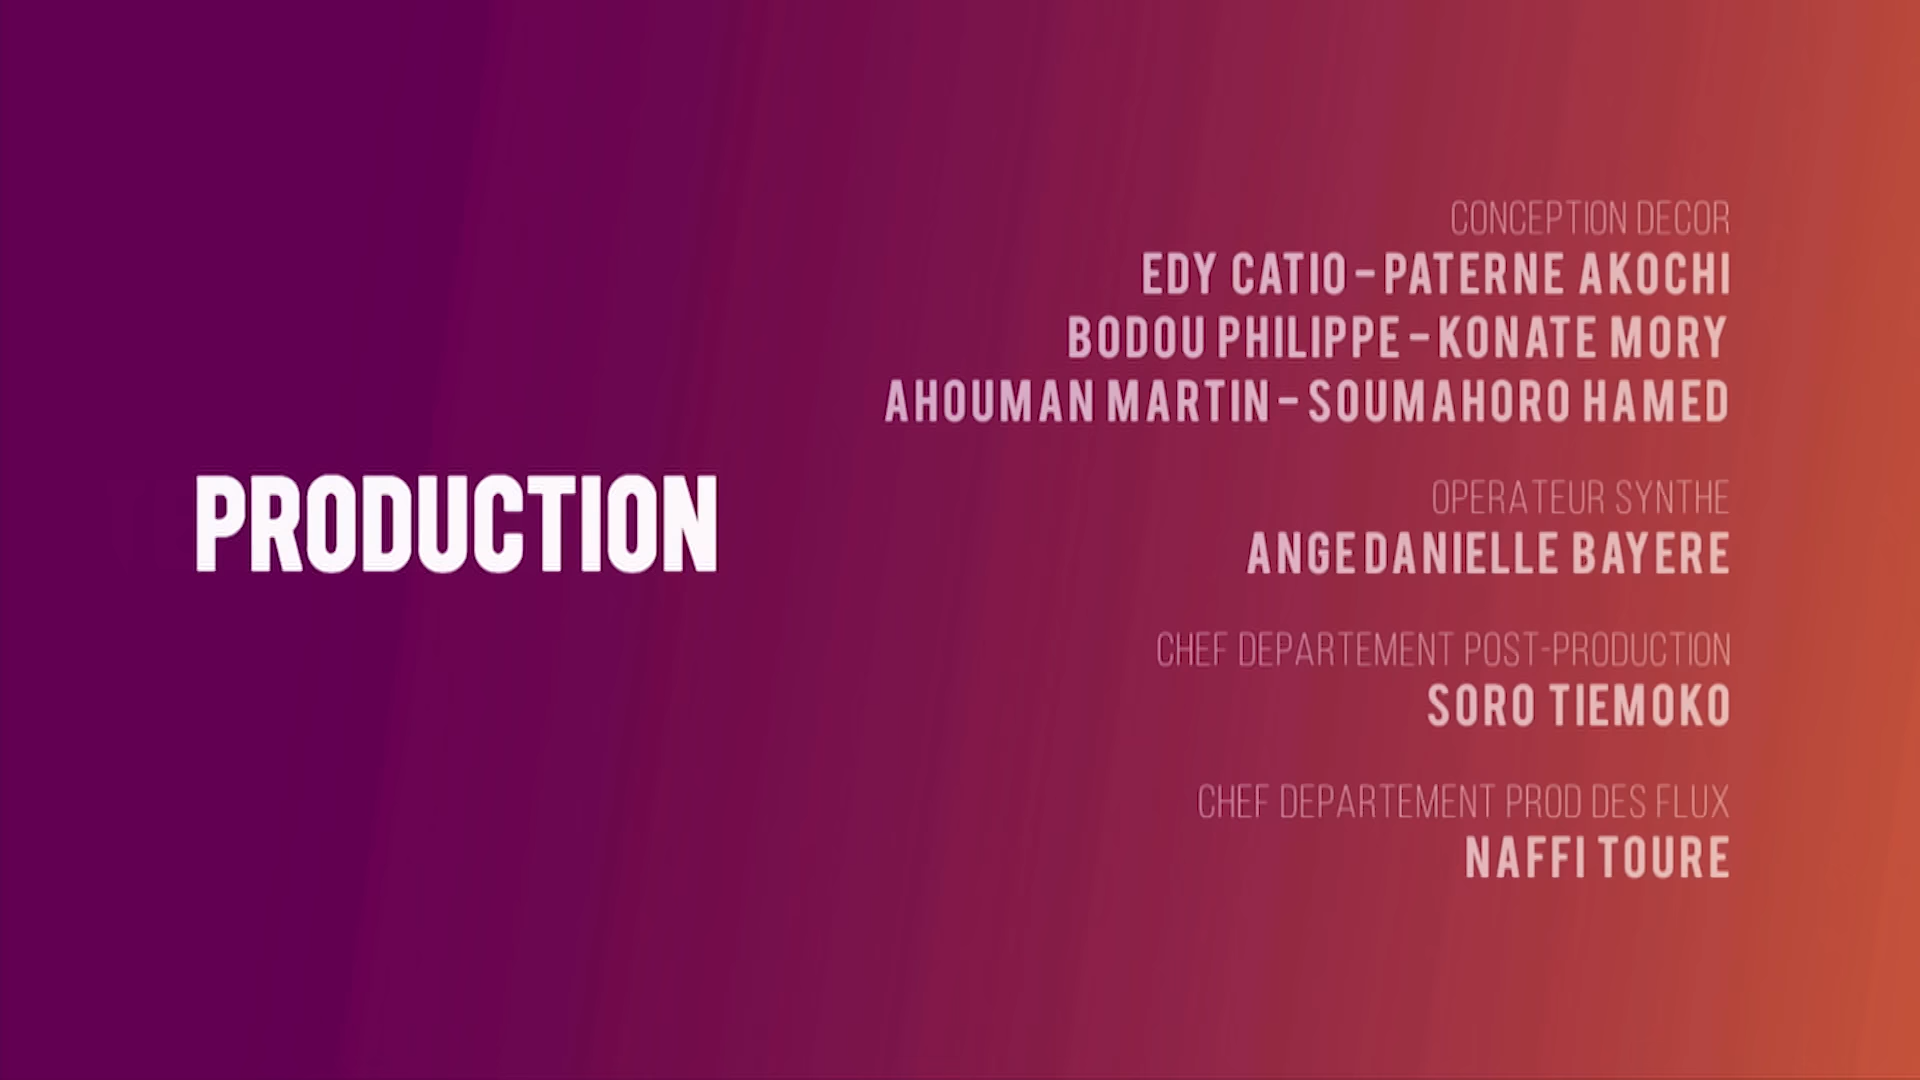 PRODUCTION
CONCEPTION DECOR
EDY CATIO – PATERNE AKOCHI
BODOU PHILIPPE – KONATE MORY
AHOUMAN MARTIN – SOUMAHORO HAMED
OPERATEUR SYNTHE
ANGE DANIELLE BAYERE
CHEF DEPARTEMENT POST-PRODUCTION
SORO TIEMOKO
CHEF DEPARTEMENT PROD DES FLUX
NAFFI TOURE